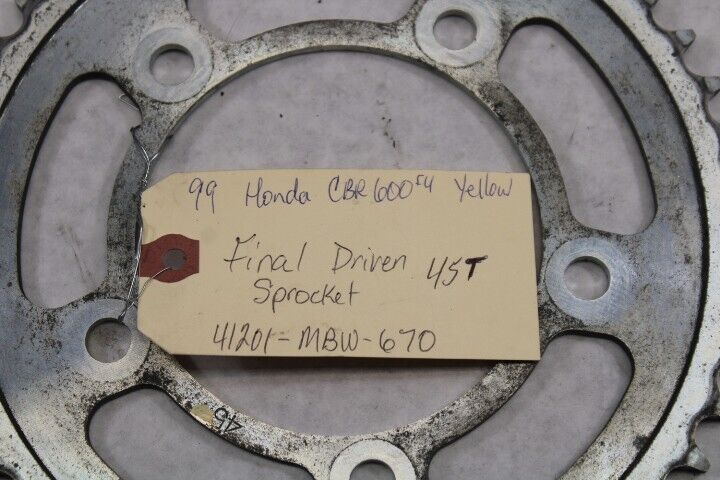 99 Honda CBR600F4 Yellow
Final Driven 45T
Sprocket
41201-MBW-670
45